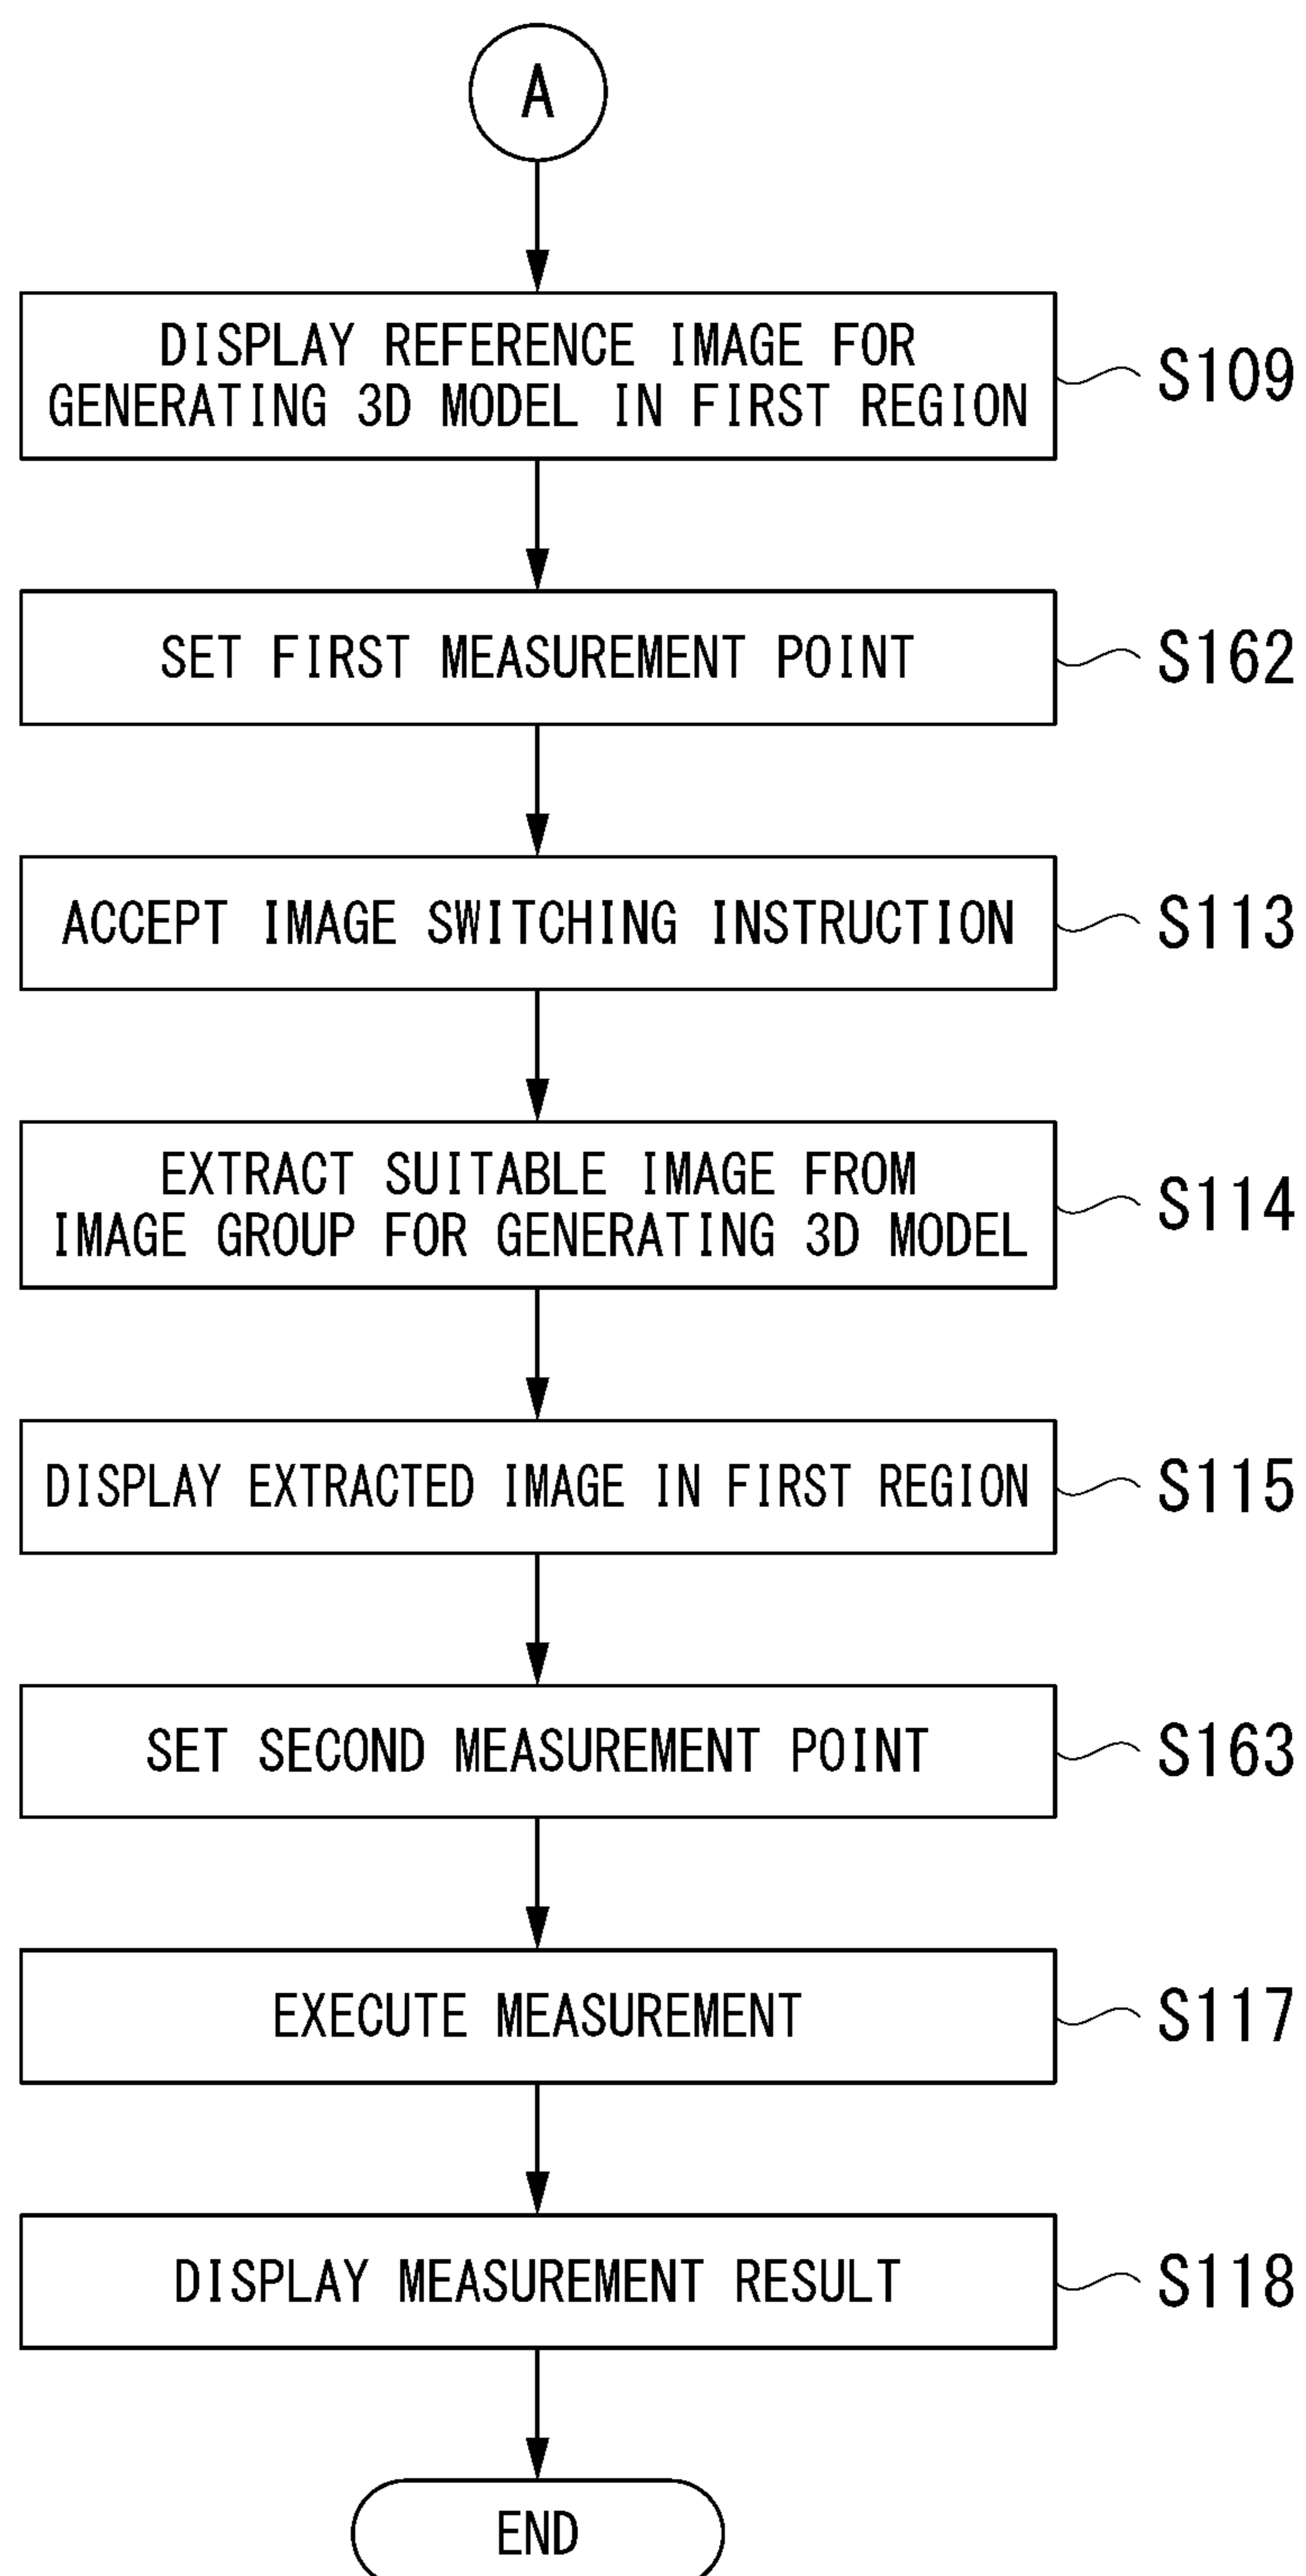 A
DISPLAY REFERENCE IMAGE FOR
GENERATING 3D MODEL IN FIRST REGION
S109
SET FIRST MEASUREMENT POINT
S162
ACCEPT IMAGE SWITCHING INSTRUCTION
S113
EXTRACT SUITABLE IMAGE FROM
IMAGE GROUP FOR GENERATING 3D MODEL
S114
DISPLAY EXTRACTED IMAGE IN FIRST REGION
S115
SET SECOND MEASUREMENT POINT
S163
EXECUTE MEASUREMENT
S117
DISPLAY MEASUREMENT RESULT
S118
END